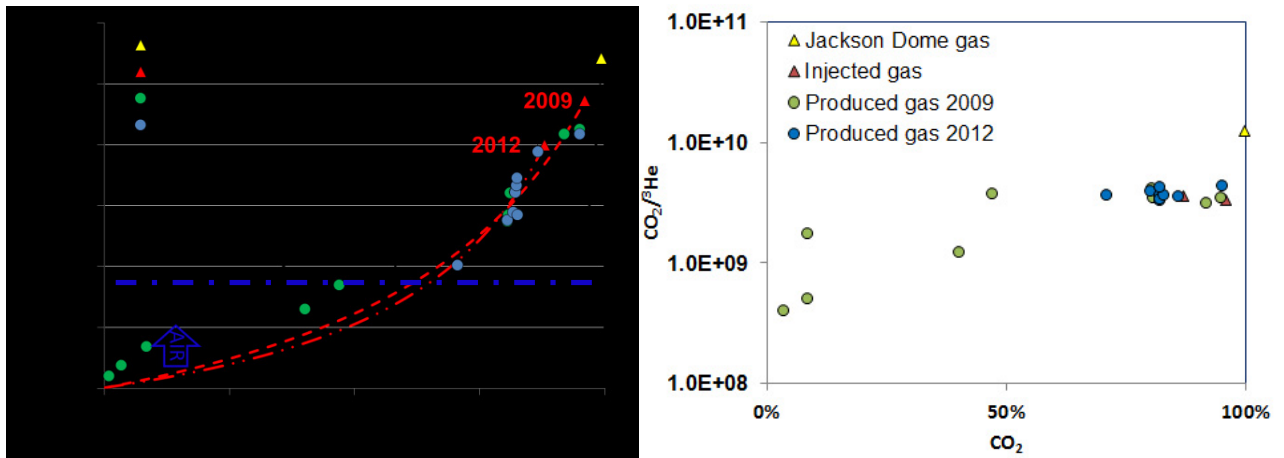 2009
2012
AIR
1.0E+11
Jackson Dome gas
Injected gas
Produced gas 2009
Produced gas 2012
1.0E+10
CO₂/³He
1.0E+09
1.0E+08
0% 50% 100%
CO₂